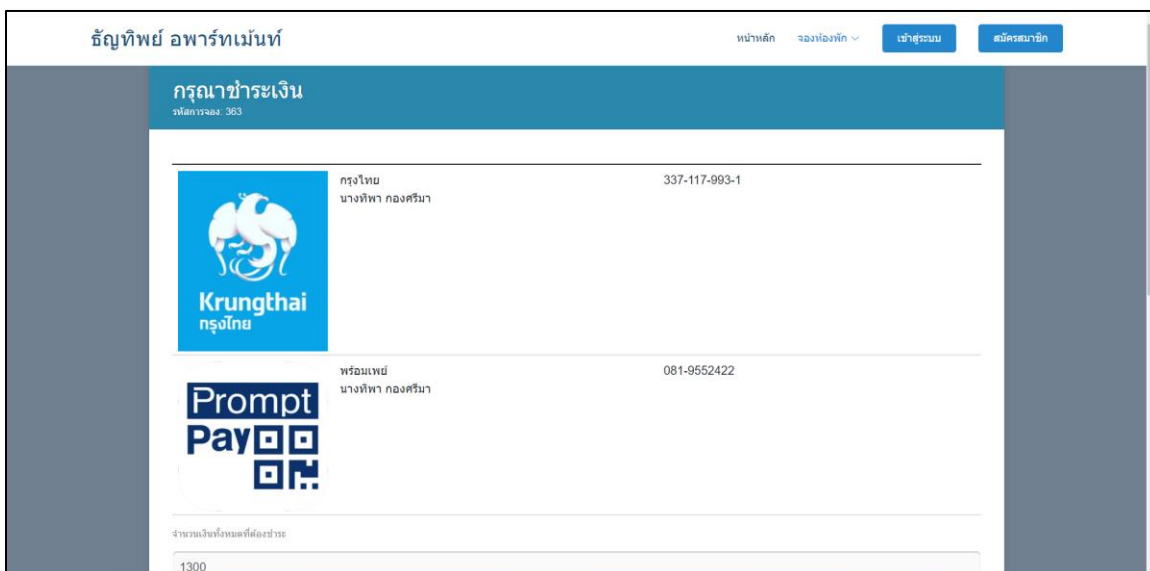 ธัญทิพย์ อพาร์ทเม้นท์
หน้าหลัก จองห้องพัก เข้าสู่ระบบ สมัครสมาชิก
กรุณาชำระเงิน
รหัสการจอง: 363
กรุงไทย 337-117-993-1
นางทิพา กองศรีมา
Krungthai
กรุงไทย
พร้อมเพย์ 081-9552422
นางทิพา กองศรีมา
Prompt
Pay
จำนวนเงินทั้งหมดที่ต้องชำระ
1300